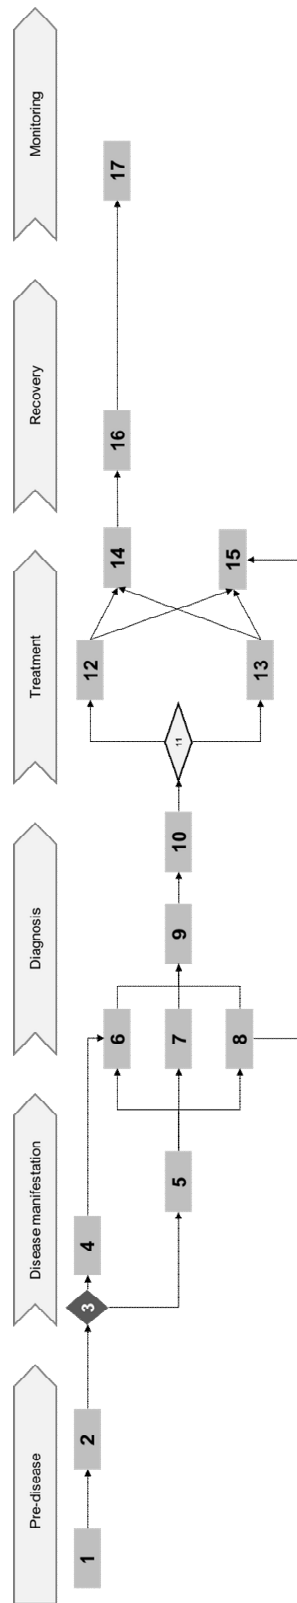 Pre-disease
Disease manifestation
Diagnosis
Treatment
Recovery
Monitoring
1
2
3
4
5
6
7
8
9
10
11
12
13
14
15
16
17